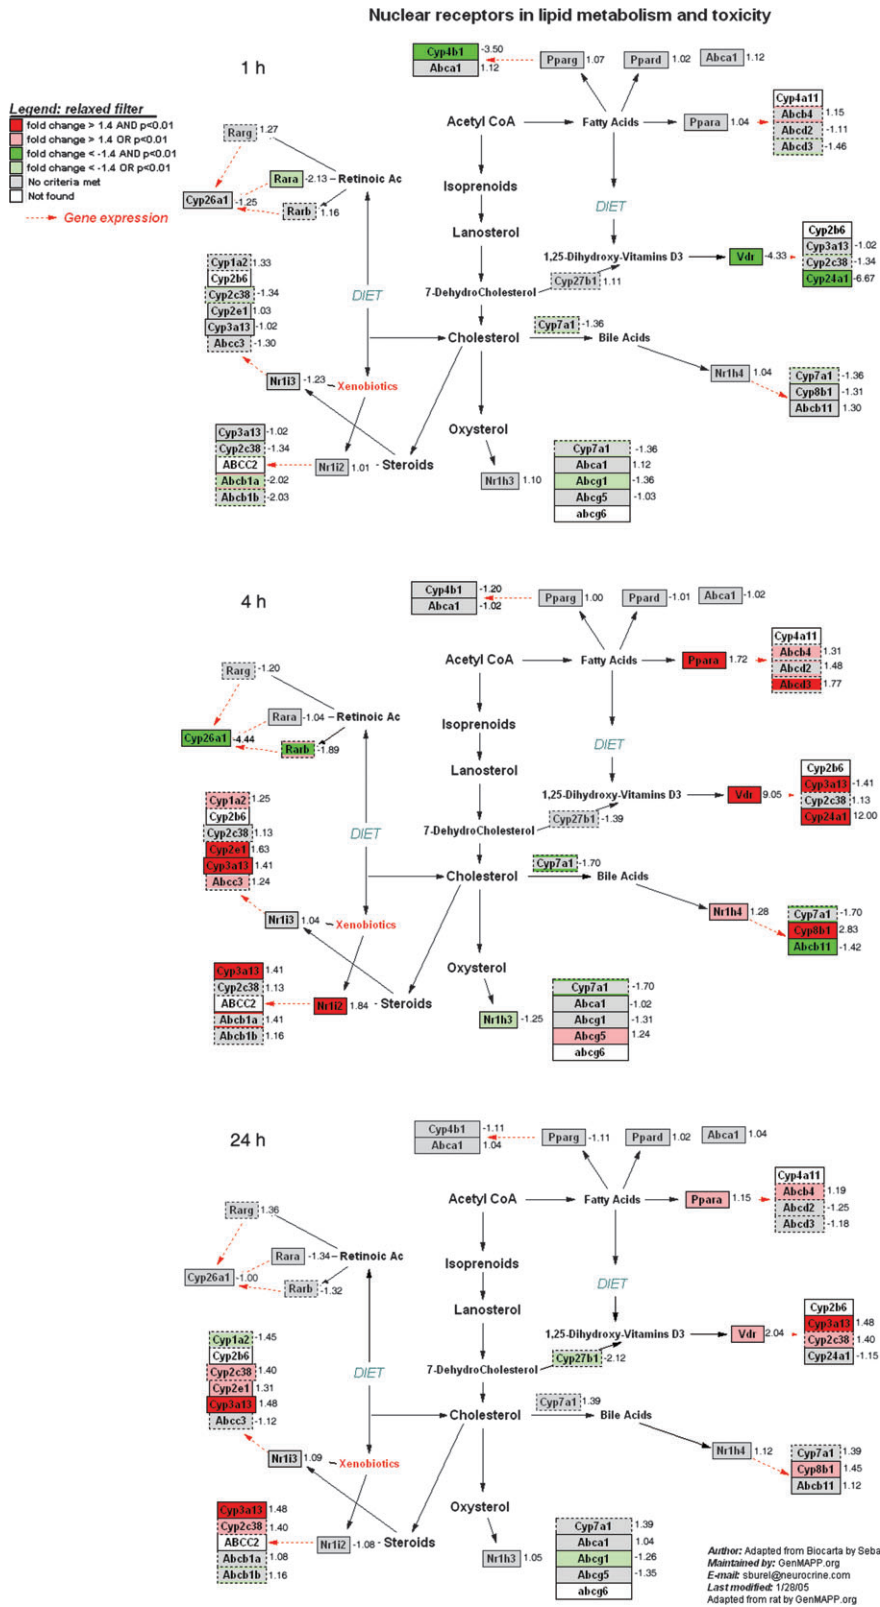 Nuclear receptors in lipid metabolism and toxicity
1 h
Legend: relaxed filter
fold change > 1.4 AND p<0.01
fold change > 1.4 OR p<0.01
fold change < -1.4 AND p<0.01
fold change < -1.4 OR p<0.01
No criteria met
Not found
Gene expression
Cyp4b1 -3.50
Abca1 1.12
Pparg 1.07
Ppard 1.02
Abca1 1.12
Acetyl CoA
Fatty Acids
Ppara 1.04
Cyp4a11
Abcb4 1.15
Abcd2 -1.11
Abcd3 -1.46
Rarg 1.27
Rara -2.13
Retinoic Ac
Cyp26a1 -1.25
Rarb 1.16
Isoprenoids
DIET
Lanosterol
1,25-Dihydroxy-Vitamins D3
Vdr -4.33
Cyp2b6
Cyp3a13 -1.02
Cyp2c38 -1.34
Cyp24a1 -6.67
Cyp1a2 1.33
Cyp2b6
Cyp2c38 -1.34
Cyp2e1 1.03
Cyp3a13 -1.02
Abcc3 -1.30
DIET
7-DehydroCholesterol
Cyp27b1 1.11
Cholesterol
Cyp7a1 -1.36
Bile Acids
Nr1i3 -1.23
Xenobiotics
Nr1h4 1.04
Cyp7a1 -1.36
Cyp8b1 -1.31
Abcb11 1.30
Cyp3a13 -1.02
Cyp2c38 -1.34
ABCC2
Abcb1a -2.02
Abcb1b -2.03
Nr1i2 1.01
Steroids
Oxysterol
Nr1h3 1.10
Cyp7a1 -1.36
Abca1 1.12
Abcg1 -1.36
Abcg5 -1.03
abcg6
4 h
Cyp4b1 -1.20
Abca1 -1.02
Pparg 1.00
Ppard -1.01
Abca1 -1.02
Acetyl CoA
Fatty Acids
Ppara 1.72
Cyp4a11
Abcb4 1.31
Abcd2 1.48
Abcd3 1.77
Rarg -1.20
Rara -1.04
Retinoic Ac
Cyp26a1 -4.44
Rarb -1.89
Isoprenoids
DIET
Lanosterol
1,25-Dihydroxy-Vitamins D3
Vdr 9.05
Cyp2b6
Cyp3a13 -1.41
Cyp2c38 1.13
Cyp24a1 12.00
Cyp1a2 1.25
Cyp2b6
Cyp2c38 1.13
Cyp2e1 1.63
Cyp3a13 1.41
Abcc3 1.24
DIET
7-DehydroCholesterol
Cyp27b1 -1.39
Cholesterol
Cyp7a1 -1.70
Bile Acids
Nr1i3 1.04
Xenobiotics
Nr1h4 1.28
Cyp7a1 -1.70
Cyp8b1 2.83
Abcb11 -1.42
Cyp3a13 1.41
Cyp2c38 1.13
ABCC2
Abcb1a 1.41
Abcb1b 1.16
Nr1i2 1.84
Steroids
Oxysterol
Nr1h3 -1.25
Cyp7a1 -1.70
Abca1 -1.02
Abcg1 -1.31
Abcg5 1.24
abcg6
24 h
Cyp4b1 -1.11
Abca1 1.04
Pparg -1.11
Ppard 1.02
Abca1 1.04
Acetyl CoA
Fatty Acids
Ppara 1.15
Cyp4a11
Abcb4 1.19
Abcd2 -1.25
Abcd3 -1.18
Rarg 1.36
Rara -1.34
Retinoic Ac
Cyp26a1 -1.00
Rarb -1.32
Isoprenoids
DIET
Lanosterol
1,25-Dihydroxy-Vitamins D3
Vdr 2.04
Cyp2b6
Cyp3a13 1.48
Cyp2c38 1.40
Cyp24a1 -1.15
Cyp1a2 -1.45
Cyp2b6
Cyp2c38 1.40
Cyp2e1 1.31
Cyp3a13 1.48
Abcc3 -1.12
DIET
7-DehydroCholesterol
Cyp27b1 -2.12
Cholesterol
Cyp7a1 1.39
Bile Acids
Nr1i3 1.09
Xenobiotics
Nr1h4 1.12
Cyp7a1 1.39
Cyp8b1 1.45
Abcb11 1.12
Cyp3a13 1.48
Cyp2c38 1.40
ABCC2
Abcb1a 1.08
Abcb1b 1.16
Nr1i2 -1.08
Steroids
Oxysterol
Nr1h3 1.05
Cyp7a1 1.39
Abca1 1.04
Abcg1 -1.26
Abcg5 -1.35
abcg6
Author: Adapted from Biocarta by Seba
Maintained by: GenMAPP.org
E-mail: sburel@neurocrine.com
Last modified: 1/28/05
Adapted from rat by GenMAPP.org